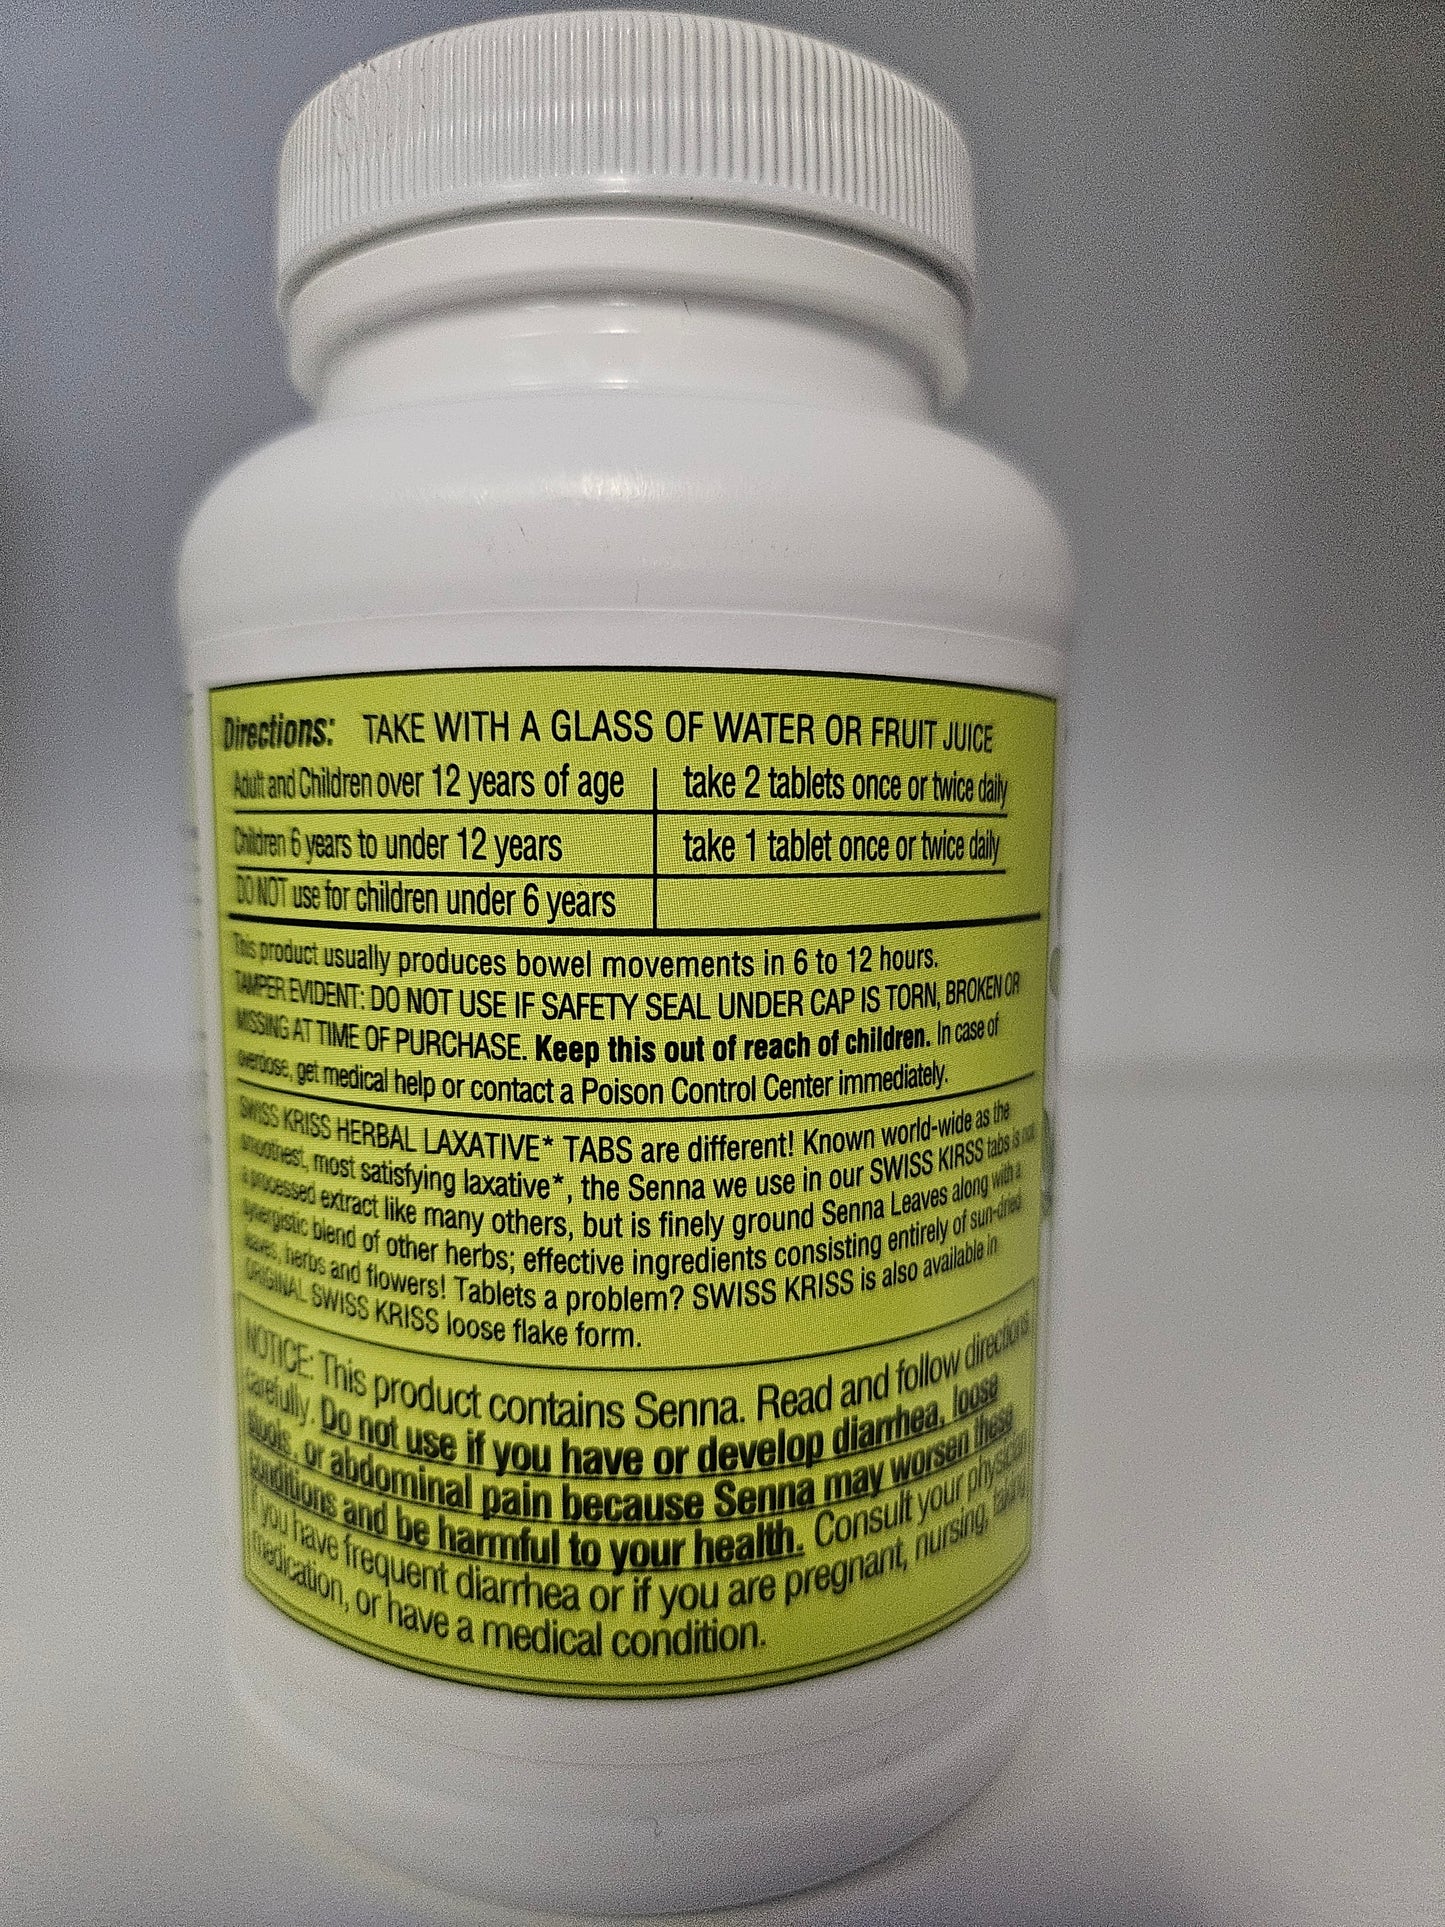 Directions: TAKE WITH A GLASS OF WATER OR FRUIT JUICE
Adult and Children over 12 years of age take 2 tablets once or twice daily
Children 6 years to under 12 years take 1 tablet once or twice daily
DO NOT use for children under 6 years
This product usually produces bowel movements in 6 to 12 hours.
TAMPER EVIDENT: DO NOT USE IF SAFETY SEAL UNDER CAP IS TORN, BROKEN OR
MISSING AT TIME OF PURCHASE. Keep this out of reach of children. In case of
overdose, get medical help or contact a Poison Control Center immediately.
SWISS KRISS HERBAL LAXATIVE* TABS are different! Known world-wide as the
smoothest, most satisfying laxative*, the Senna we use in our SWISS KIRSS tabs is not
a processed extract like many others, but is finely ground Senna Leaves along with a
synergistic blend of other herbs; effective ingredients consisting entirely of sun-dried
leaves, herbs and flowers! Tablets a problem? SWISS KRISS is also available in
ORIGINAL SWISS KRISS loose flake form.
NOTICE: This product contains Senna. Read and follow directions
carefully. Do not use if you have or develop diarrhea, loose
stools, or abdominal pain because Senna may worsen these
conditions and be harmful to your health. Consult your physician
if you have frequent diarrhea or if you are pregnant, nursing, taking
medication, or have a medical condition.